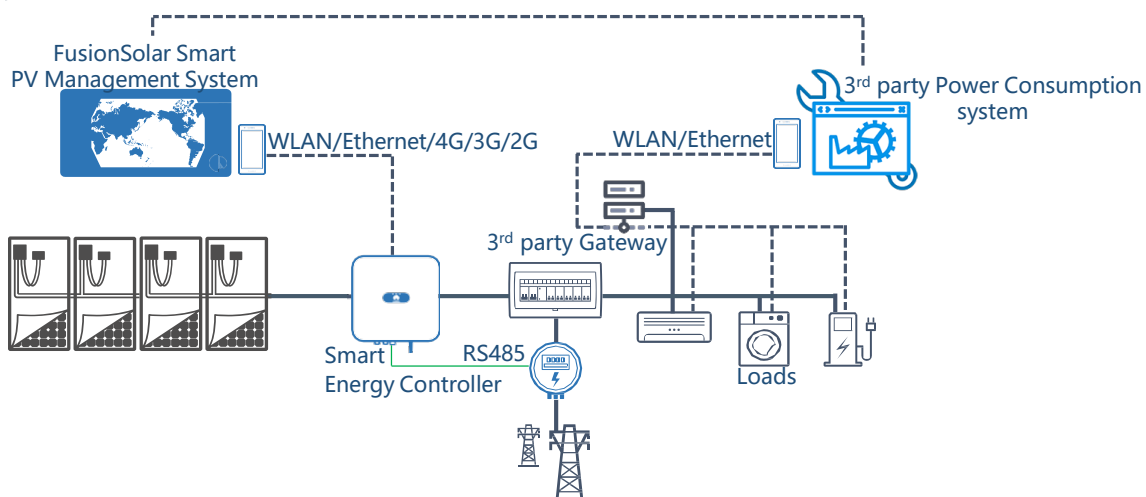 FusionSolar Smart
PV Management System
3rd party Power Consumption
system
WLAN/Ethernet/4G/3G/2G
WLAN/Ethernet
3rd party Gateway
Smart
Energy Controller
RS485
Loads